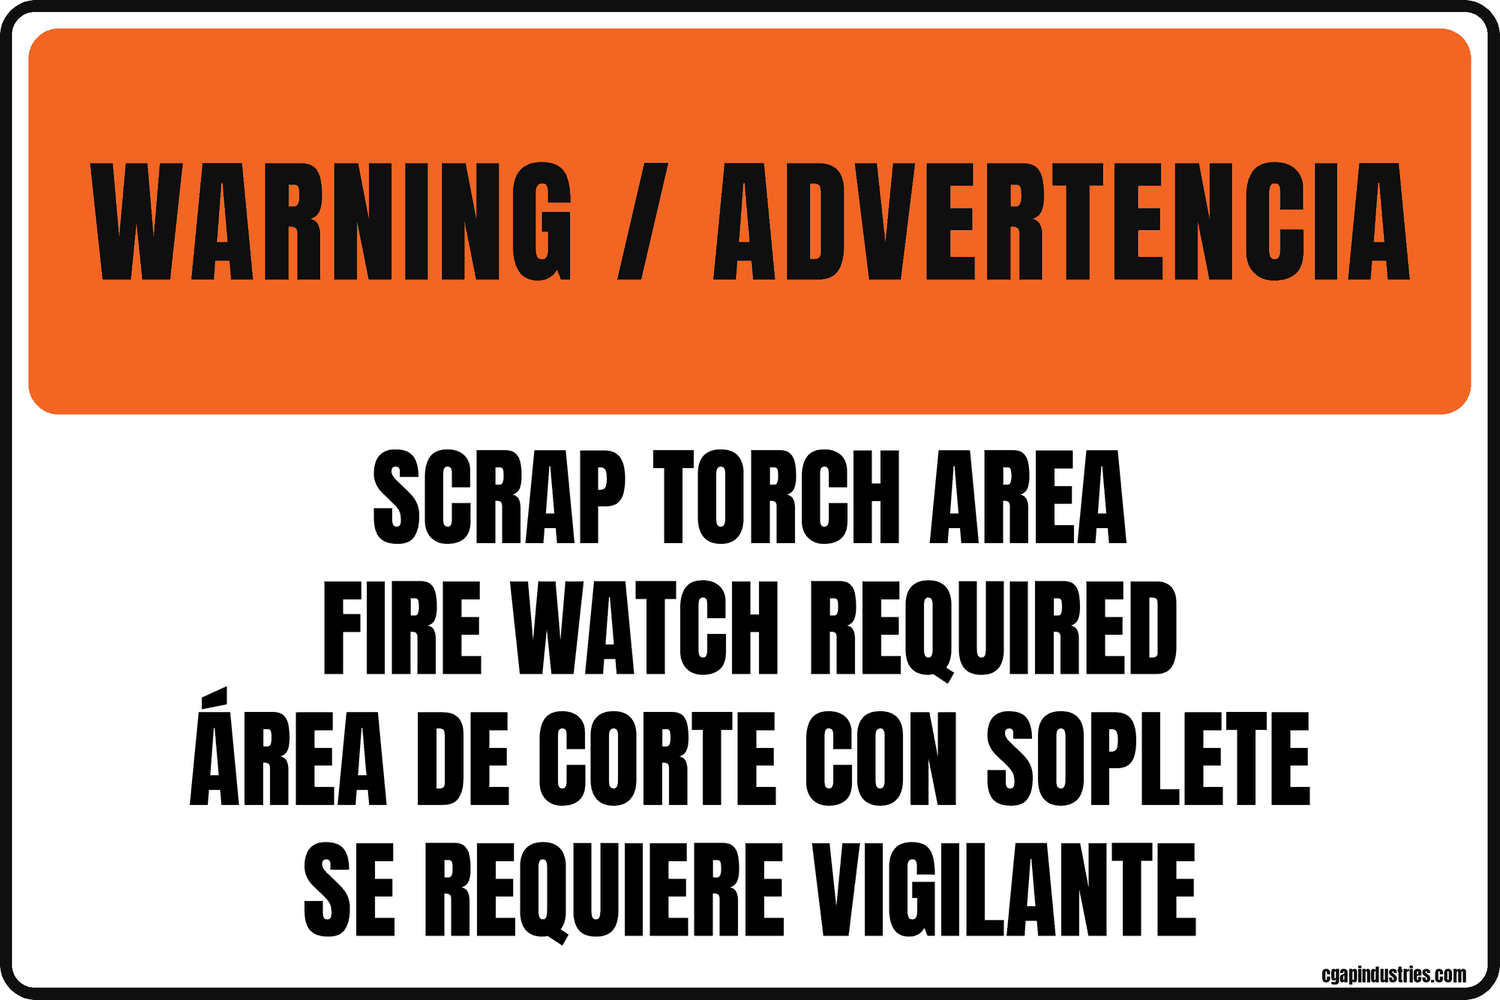 WARNING / ADVERTENCIA
SCRAP TORCH AREA
FIRE WATCH REQUIRED
ÁREA DE CORTE CON SOPLETE
SE REQUIERE VIGILANTE
cgapindustries.com